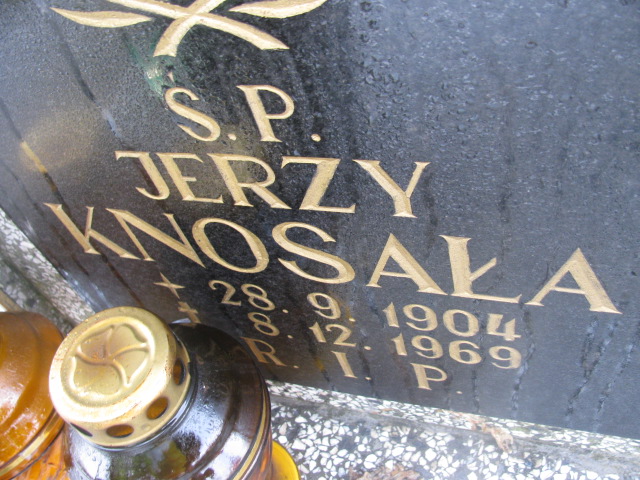 Ś. P.
JERZY
KNOSAŁA
28. 9. 1904
8. 12. 1969
R. I. P.